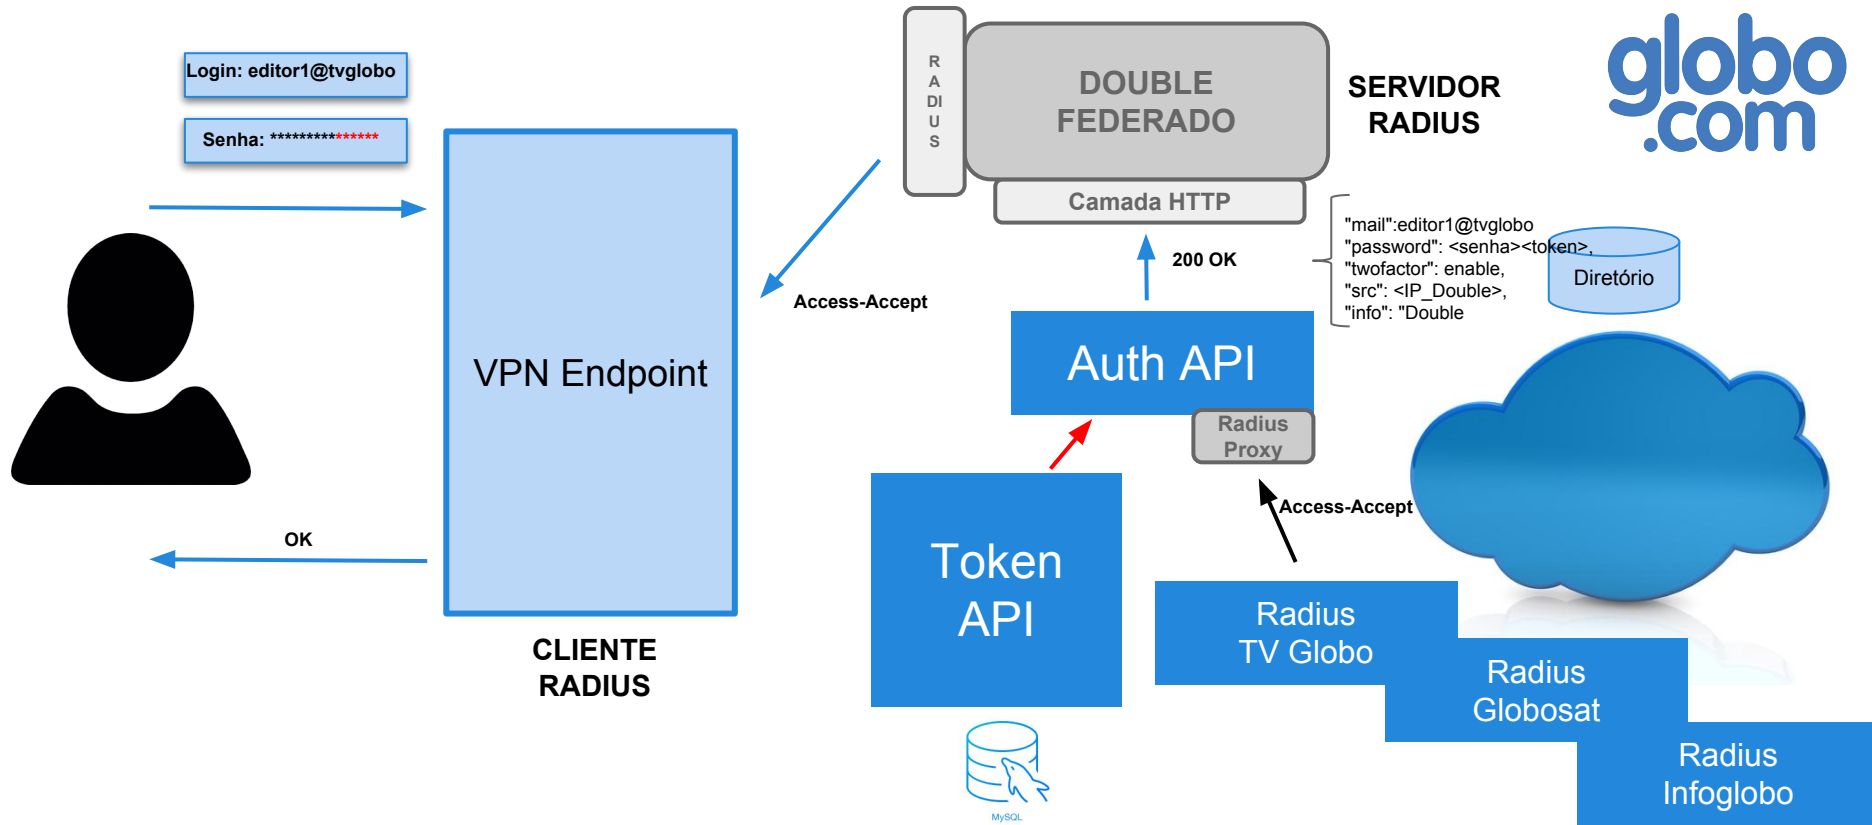 Login: editor1@tvglobo
Senha: ***************
VPN Endpoint
CLIENTE
RADIUS
OK
R
A
DI
U
S
DOUBLE
FEDERADO
Camada HTTP
SERVIDOR
RADIUS
globo
.com
200 OK
Access-Accept
"mail":editor1@tvglobo
"password": <senha><token>,
"twofactor": enable,
"src": <IP_Double>,
"info": "Double
Diretório
Auth API
Radius
Proxy
Access-Accept
Token
API
MySQL
Radius
TV Globo
Radius
Globosat
Radius
Infoglobo